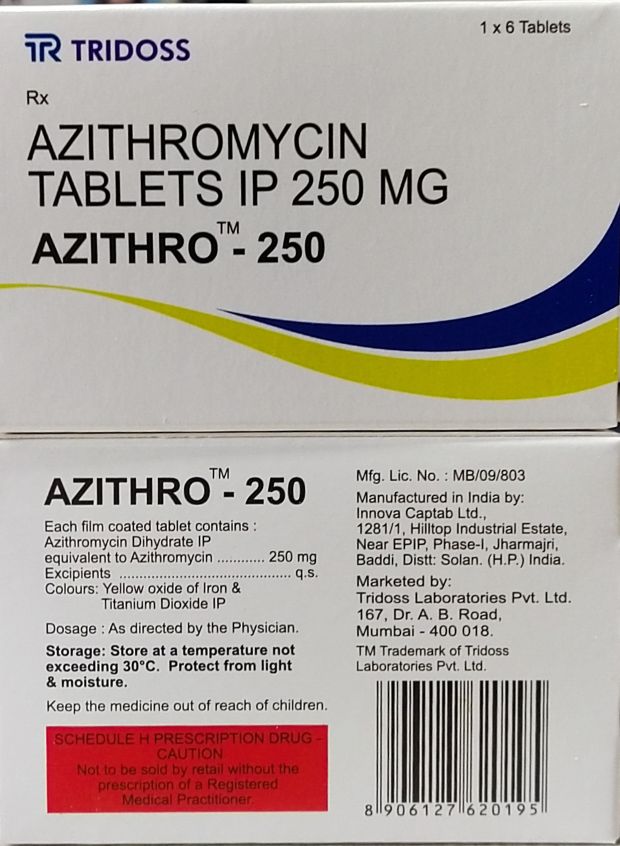 TR TRIDOSS
1 x 6 Tablets
Rx
AZITHROMYCIN
TABLETS IP 250 MG
AZITHRO™ - 250
AZITHRO™ - 250
Each film coated tablet contains :
Azithromycin Dihydrate IP
equivalent to Azithromycin ............ 250 mg
Excipients ........................................... q.s.
Colours: Yellow oxide of Iron &
Titanium Dioxide IP
Dosage : As directed by the Physician.
Storage: Store at a temperature not
exceeding 30°C. Protect from light
& moisture.
Keep the medicine out of reach of children.
SCHEDULE H PRESCRIPTION DRUG -
CAUTION
Not to be sold by retail without the
prescription of a Registered
Medical Practitioner.
Mfg. Lic. No. : MB/09/803
Manufactured in India by:
Innova Captab Ltd.,
1281/1, Hilltop Industrial Estate,
Near EPIP, Phase-I, Jharmajri,
Baddi, Distt: Solan. (H.P.) India.
Marketed by:
Tridoss Laboratories Pvt. Ltd.
167, Dr. A. B. Road,
Mumbai - 400 018.
TM Trademark of Tridoss
Laboratories Pvt. Ltd.
8 906127 620195